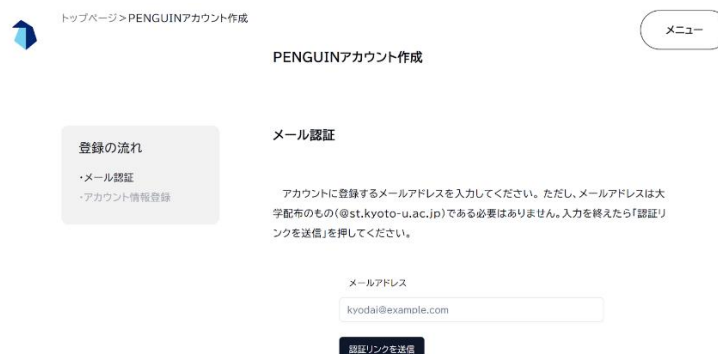 トップページ>PENGUINアカウント作成
メニュー
PENGUINアカウント作成
登録の流れ
・メール認証
・アカウント情報登録
メール認証
アカウントに登録するメールアドレスを入力してください。ただし、メールアドレスは大
学配布のもの(@st.kyoto-u.ac.jp)である必要はありません。入力を終えたら「認証リ
ンクを送信」を押してください。
メールアドレス
kyodai@example.com
認証リンクを送信